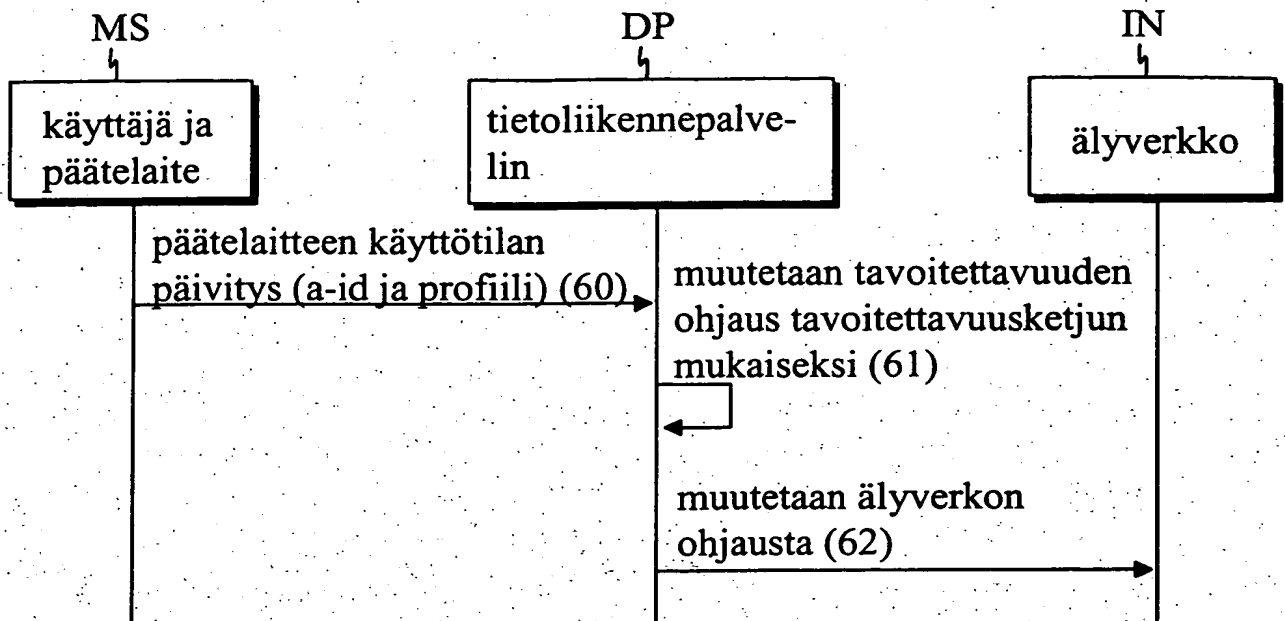 MS
DP
IN
käyttäjä ja
päätelaite
tietoliikennepalve-
lin
älyverkko
päätelaitteen käyttötilan
päivitys (a-id ja profiili) (60)
muutetaan tavoitettavuuden
ohjaus tavoitettavuusketjun
mukaiseksi (61)
muutetaan älyverkon
ohjausta (62)